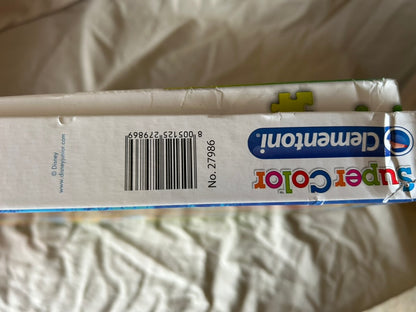 Clementoni
Super Color
No. 27986
8 005125 279869
© Disney
www.disneyjunior.com